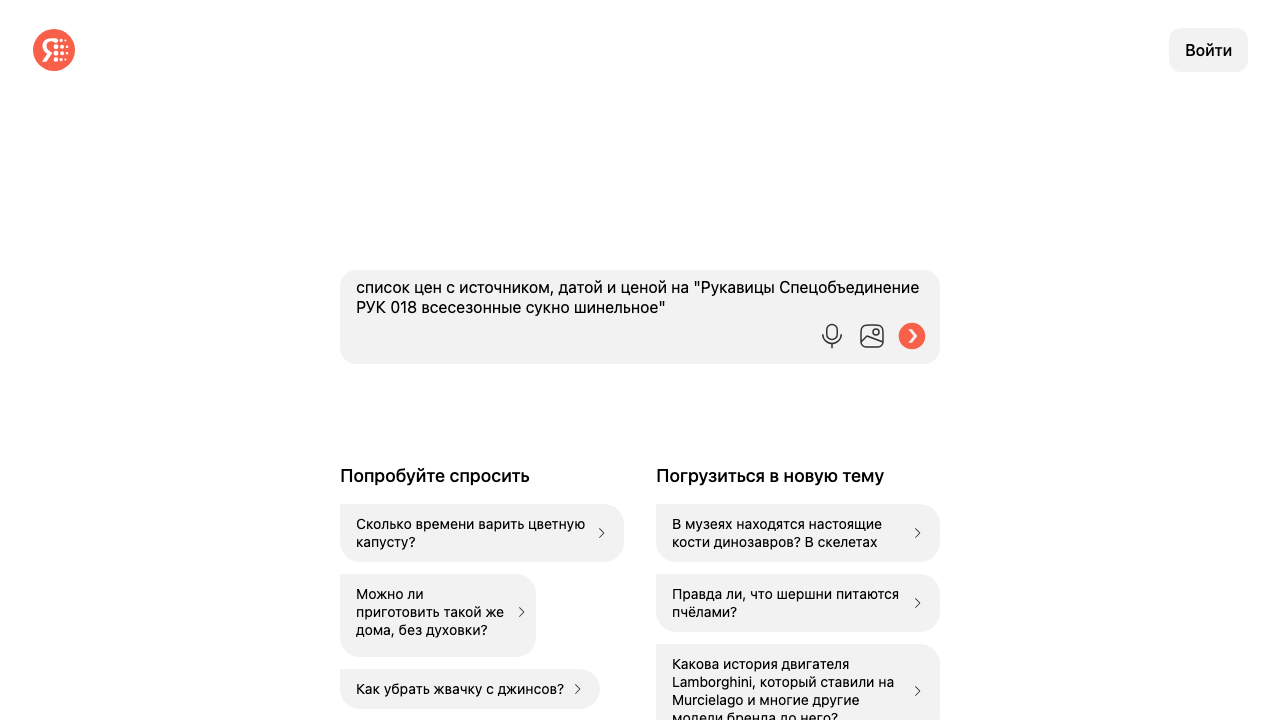 Я
Войти
список цен с источником, датой и ценой на "Рукавицы Спецобъединение
РУК 018 всесезонные сукно шинельное"
Попробуйте спросить
Сколько времени варить цветную
капусту?
Можно ли
приготовить такой же
дома, без духовки?
Как убрать жвачку с джинсов?
Погрузиться в новую тему
В музеях находятся настоящие
кости динозавров? В скелетах
Правда ли, что шершни питаются
пчёлами?
Какова история двигателя
Lamborghini, который ставили на
Murcielago и многие другие
модели бренда до него?